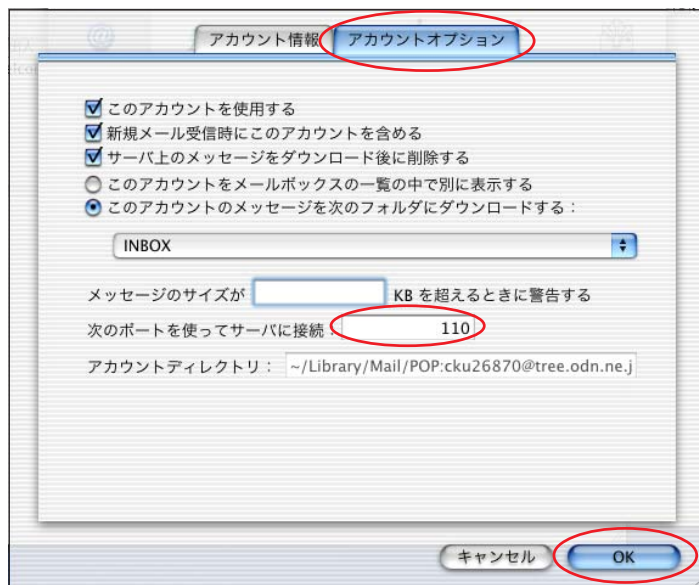 アカウント情報 アカウントオプション
このアカウントを使用する
新規メール受信時にこのアカウントを含める
サーバ上のメッセージをダウンロード後に削除する
このアカウントをメールボックスの一覧の中で別に表示する
このアカウントのメッセージを次のフォルダにダウンロードする：
INBOX
メッセージのサイズが KB を超えるときに警告する
次のポートを使ってサーバに接続： 110
アカウントディレクトリ： ~/Library/Mail/POP:cku26870@tree.odn.ne.j
キャンセル OK